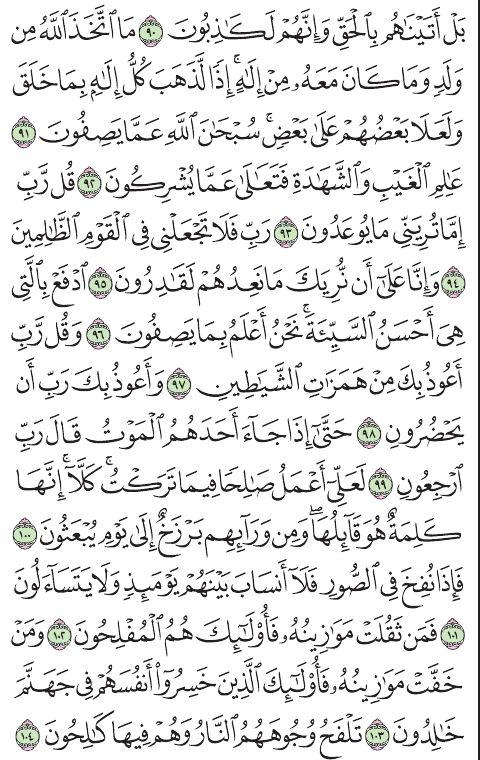 بَلْ أَتَيْنَاهُم بِالْحَقِّ وَإِنَّهُمْ لَكَاذِبُونَ ٩٠ مَا اتَّخَذَ اللَّهُ مِن
وَلَدٍ وَمَا كَانَ مَعَهُ مِنْ إِلَٰهٍ ۚ إِذًا لَّذَهَبَ كُلُّ إِلَٰهٍ بِمَا خَلَقَ
وَلَعَلَا بَعْضُهُمْ عَلَىٰ بَعْضٍ ۚ سُبْحَانَ اللَّهِ عَمَّا يَصِفُونَ ٩١
عَالِمِ الْغَيْبِ وَالشَّهَادَةِ فَتَعَالَىٰ عَمَّا يُشْرِكُونَ ٩٢ قُل رَّبِّ
إِمَّا تُرِيَنِّي مَا يُوعَدُونَ ٩٣ رَبِّ فَلَا تَجْعَلْنِي فِي الْقَوْمِ الظَّالِمِينَ
٩٤ وَإِنَّا عَلَىٰ أَن نُّرِيَكَ مَا نَعِدُهُمْ لَقَادِرُونَ ٩٥ ادْفَعْ بِالَّتِي
هِيَ أَحْسَنُ السَّيِّئَةَ ۚ نَحْنُ أَعْلَمُ بِمَا يَصِفُونَ ٩٦ وَقُل رَّبِّ
أَعُوذُ بِكَ مِنْ هَمَزَاتِ الشَّيَاطِينِ ٩٧ وَأَعُوذُ بِكَ رَبِّ أَن
يَحْضُرُونِ ٩٨ حَتَّىٰ إِذَا جَاءَ أَحَدَهُمُ الْمَوْتُ قَالَ رَبِّ
ارْجِعُونِ ٩٩ لَعَلِّي أَعْمَلُ صَالِحًا فِيمَا تَرَكْتُ ۚ كَلَّا ۚ إِنَّهَا
كَلِمَةٌ هُوَ قَائِلُهَا ۖ وَمِن وَرَائِهِم بَرْزَخٌ إِلَىٰ يَوْمِ يُبْعَثُونَ ١٠٠
فَإِذَا نُفِخَ فِي الصُّورِ فَلَا أَنسَابَ بَيْنَهُمْ يَوْمَئِذٍ وَلَا يَتَسَاءَلُونَ
١٠١ فَمَن ثَقُلَتْ مَوَازِينُهُ فَأُولَٰئِكَ هُمُ الْمُفْلِحُونَ ١٠٢ وَمَنْ
خَفَّتْ مَوَازِينُهُ فَأُولَٰئِكَ الَّذِينَ خَسِرُوا أَنفُسَهُمْ فِي جَهَنَّمَ
خَالِدُونَ ١٠٣ تَلْفَحُ وُجُوهَهُمُ النَّارُ وَهُمْ فِيهَا كَالِحُونَ ١٠٤